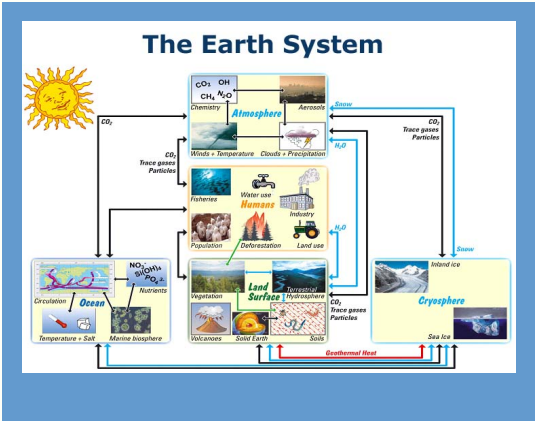 The Earth System
CO2 OH
CH4 N2O
Chemistry
Aerosols
Atmosphere
Winds + Temperature
Clouds + Precipitation
Snow
CO2
CO2
Trace gases
Particles
H2O
CO2
Trace gases
Particles
Fisheries
Water use
Humans
Industry
Population
Deforestation
Land use
H2O
Vegetation
Land
Surface
Terrestrial
Hydrosphere
Volcanoes
Solid Earth
Soils
CO2
Trace gases
Particles
Snow
Inland ice
Cryosphere
Sea Ice
NO3-
Si(OH)4
Nutrients
Circulation
Ocean
Temperature + Salt
Marine biosphere
Geothermal Heat